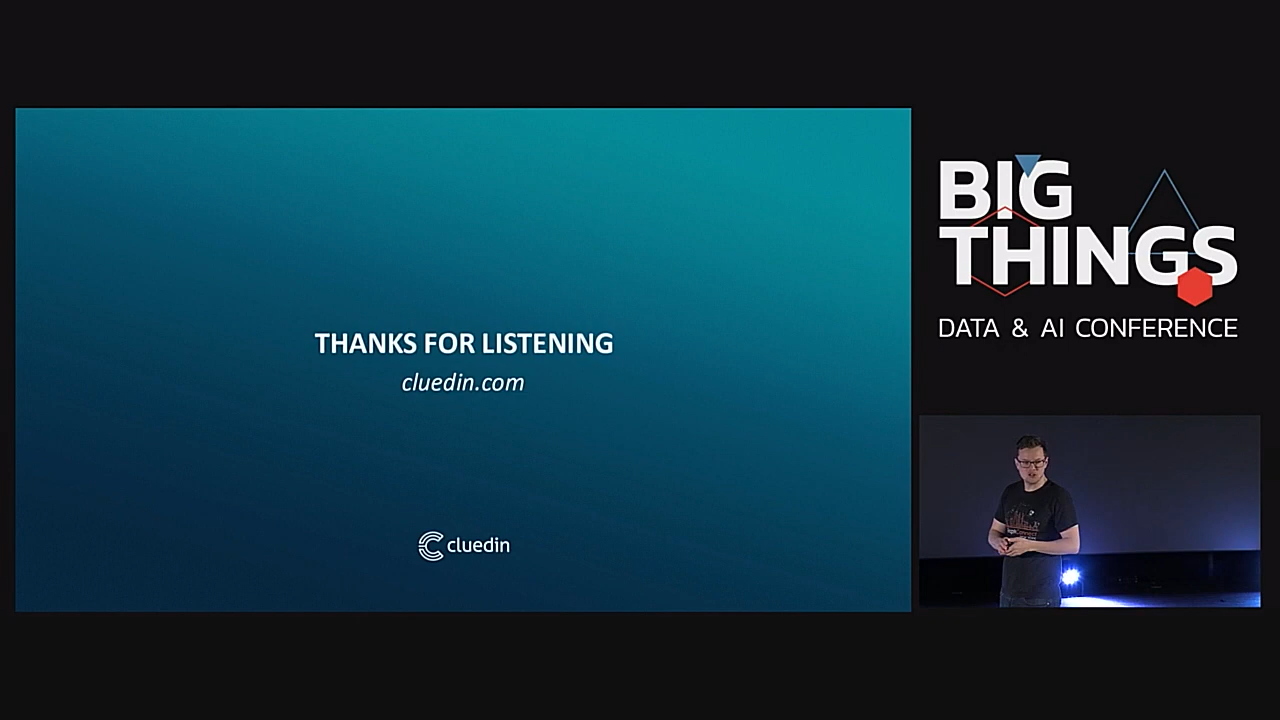 THANKS FOR LISTENING
cluedin.com
cluedin
BIG
THINGS
DATA & AI CONFERENCE